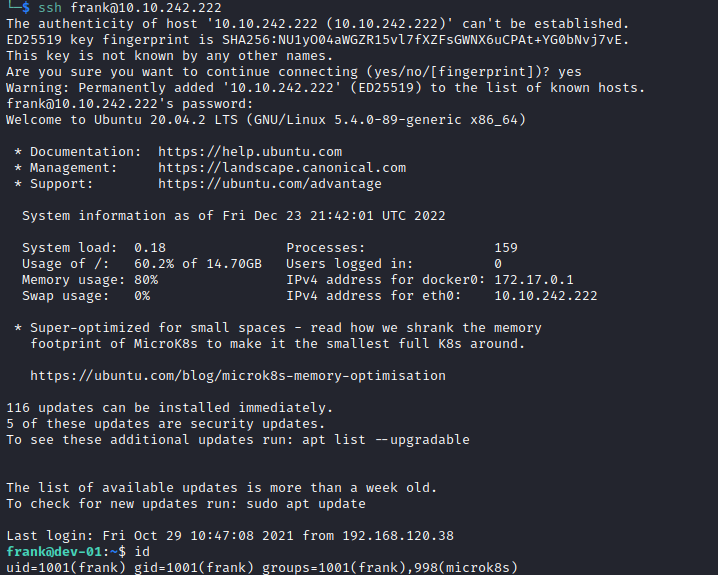 └─$ ssh frank@10.10.242.222
The authenticity of host '10.10.242.222 (10.10.242.222)' can't be established.
ED25519 key fingerprint is SHA256:NU1yO04aWGZR15vl7fXZFsGWNX6uCPAt+YG0bNvj7vE.
This key is not known by any other names.
Are you sure you want to continue connecting (yes/no/[fingerprint])? yes
Warning: Permanently added '10.10.242.222' (ED25519) to the list of known hosts.
frank@10.10.242.222's password:
Welcome to Ubuntu 20.04.2 LTS (GNU/Linux 5.4.0-89-generic x86_64)

 * Documentation:  https://help.ubuntu.com
 * Management:     https://landscape.canonical.com
 * Support:        https://ubuntu.com/advantage

  System information as of Fri Dec 23 21:42:01 UTC 2022

  System load:  0.18               Processes:                159
  Usage of /:   60.2% of 14.70GB   Users logged in:          0
  Memory usage: 80%                IPv4 address for docker0: 172.17.0.1
  Swap usage:   0%                 IPv4 address for eth0:    10.10.242.222

 * Super-optimized for small spaces - read how we shrank the memory
   footprint of MicroK8s to make it the smallest full K8s around.

   https://ubuntu.com/blog/microk8s-memory-optimisation

116 updates can be installed immediately.
5 of these updates are security updates.
To see these additional updates run: apt list --upgradable

The list of available updates is more than a week old.
To check for new updates run: sudo apt update

Last login: Fri Oct 29 10:47:08 2021 from 192.168.120.38
frank@dev-01:~$ id
uid=1001(frank) gid=1001(frank) groups=1001(frank),998(microk8s)